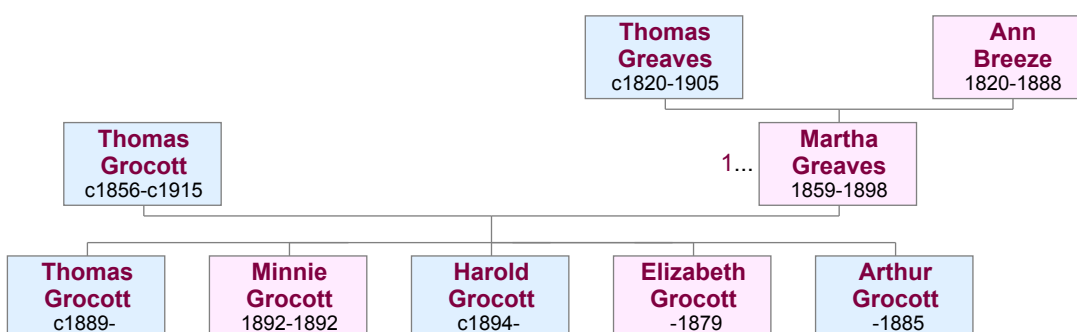 Thomas
Greaves
c1820-1905
Ann
Breeze
1820-1888
Thomas
Grocott
c1856-c1915
1...
Martha
Greaves
1859-1898
Thomas
Grocott
c1889-
Minnie
Grocott
1892-1892
Harold
Grocott
c1894-
Elizabeth
Grocott
-1879
Arthur
Grocott
-1885